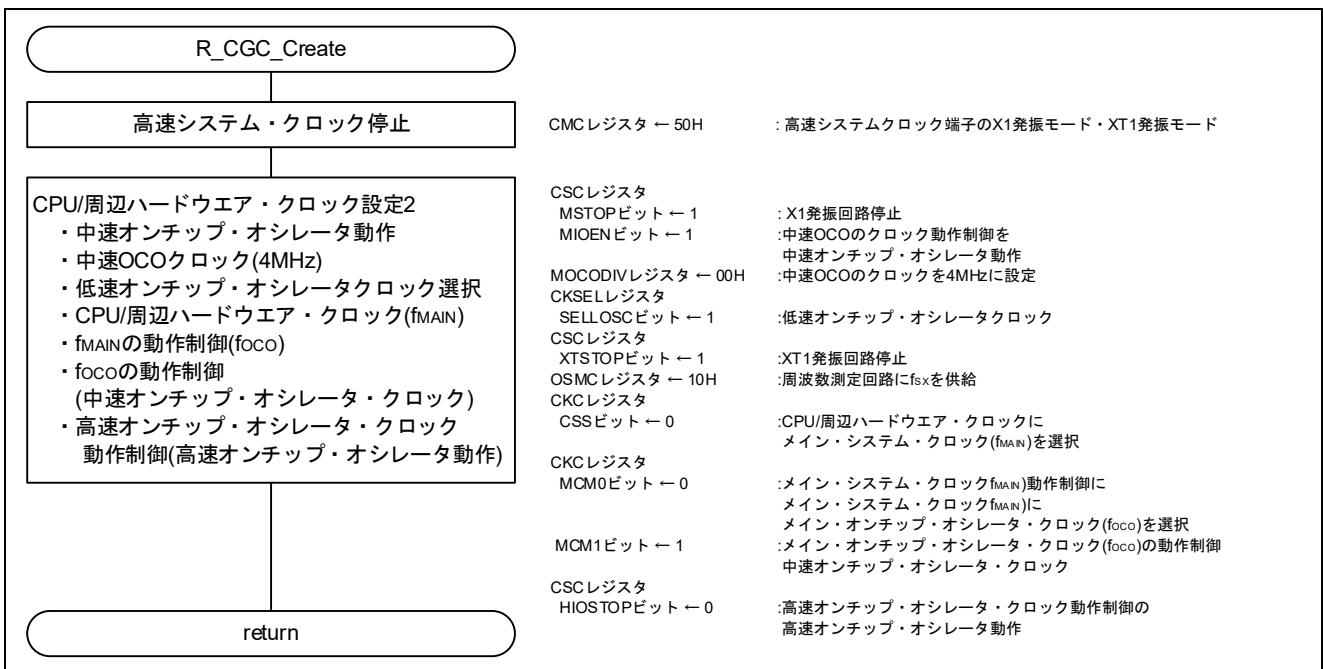 R_CGC_Create
高速システム・クロック停止
CMCレジスタ ← 50H : 高速システムクロック端子のX1発振モード・XT1発振モード
CPU/周辺ハードウエア・クロック設定2
・中速オンチップ・オシレータ動作
・中速OCOクロック(4MHz)
・低速オンチップ・オシレータクロック選択
・CPU/周辺ハードウエア・クロック(fMAIN)
・fMAINの動作制御(fOCO)
・fOCOの動作制御
(中速オンチップ・オシレータ・クロック)
・高速オンチップ・オシレータ・クロック
動作制御(高速オンチップ・オシレータ動作)
CSCレジスタ
MSTOPビット ← 1 : X1発振回路停止
MIOENビット ← 1 :中速OCOのクロック動作制御を
中速オンチップ・オシレータ動作
MOCODIVレジスタ ← 00H :中速OCOのクロックを4MHzに設定
CKSELレジスタ
SELLOSCビット ← 1 :低速オンチップ・オシレータクロック
CSCレジスタ
XTSTOPビット ← 1 :XT1発振回路停止
OSMCレジスタ ← 10H :周波数測定回路にfSXを供給
CKCレジスタ
CSSビット ← 0 :CPU/周辺ハードウエア・クロックに
メイン・システム・クロック(fMAIN)を選択
CKCレジスタ
MCM0ビット ← 0 :メイン・システム・クロックfMAIN)動作制御に
メイン・システム・クロックfMAIN)に
メイン・オンチップ・オシレータ・クロック(fOCO)を選択
MCM1ビット ← 1 :メイン・オンチップ・オシレータ・クロック(fOCO)の動作制御
中速オンチップ・オシレータ・クロック
CSCレジスタ
HIOSTOPビット ← 0 :高速オンチップ・オシレータ・クロック動作制御の
高速オンチップ・オシレータ動作
return